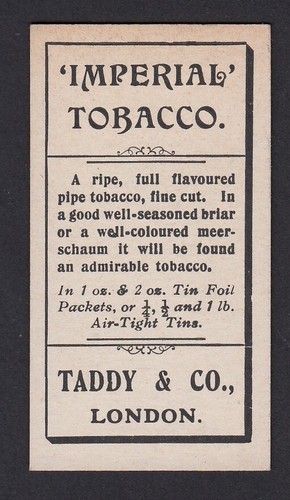 'IMPERIAL'
TOBACCO.
A ripe, full flavoured
pipe tobacco, fine cut. In
a good well-seasoned briar
or a well-coloured meer-
schaum it will be found
an admirable tobacco.
In 1 oz. & 2 oz. Tin Foil
Packets, or ¼, ½ and 1 lb.
Air-Tight Tins.
TADDY & CO.,
LONDON.